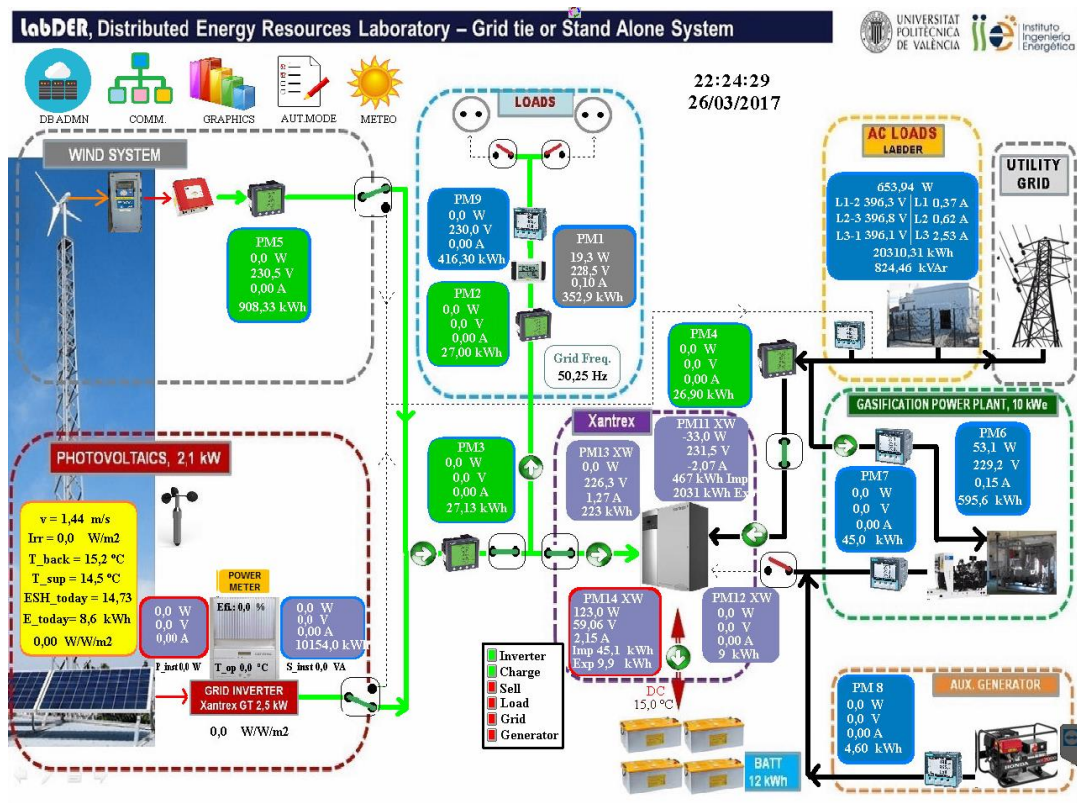 LabDER, Distributed Energy Resources Laboratory – Grid tie or Stand Alone System
UNIVERSITAT
POLITÈCNICA
DE VALÈNCIA
Instituto
Ingeniería
Energética
22:24:29
26/03/2017
DB ADMN
COMM.
GRAPHICS
AUT.MODE
METEO
WIND SYSTEM
PM5
0,0 W
230,5 V
0,00 A
908,33 kWh
LOADS
PM9
0,0 W
230,0 V
0,00 A
416,30 kWh
PM1
19,3 W
228,5 V
0,10 A
352,9 kWh
PM2
0,0 W
0,0 V
0,00 A
27,00 kWh
Grid Freq.
50,25 Hz
AC LOADS
LABDER
653,94 W
L1-2 396,3 V L1 0,37 A
L2-3 396,8 V L2 0,62 A
L3-1 396,1 V L3 2,53 A
20310,31 kWh
824,46 kVAr
UTILITY
GRID
PM4
0,0 W
0,0 V
0,00 A
26,90 kWh
GASIFICATION POWER PLANT, 10 kWe
PM6
53,1 W
229,2 V
0,15 A
595,6 kWh
PM7
0,0 W
0,0 V
0,00 A
45,0 kWh
PHOTOVOLTAICS, 2,1 kW
v = 1,44 m/s
Irr = 0,0 W/m2
T_back = 15,2 ºC
T_sup = 14,5 ºC
ESH_today = 14,73
E_today= 8,6 kWh
0,00 W/W/m2
0,0 W
0,0 V
0,00 A
P_inst 0,0 W
POWER
METER
Efi.: 0,0 %
T_op 0,0 ºC
0,0 W
0,0 V
0,00 A
10154,0 kWh
S_inst 0,0 VA
GRID INVERTER
Xantrex GT 2,5 kW
0,0 W/W/m2
PM3
0,0 W
0,0 V
0,00 A
27,13 kWh
Xantrex
PM13 XW
0,0 W
226,3 V
1,27 A
223 kWh
PM11 XW
-33,0 W
231,5 V
-2,07 A
467 kWh Imp
2031 kWh Ex
PM14 XW
123,0 W
59,06 V
2,15 A
Imp 45,1 kWh
Exp 9,9 kWh
PM12 XW
0,0 W
0,0 V
0,00 A
9 kWh
Inverter
Charge
Sell
Load
Grid
Generator
DC
15,0 ºC
BATT
12 kWh
AUX. GENERATOR
PM 8
0,0 W
0,0 V
0,00 A
4,60 kWh
HONDA